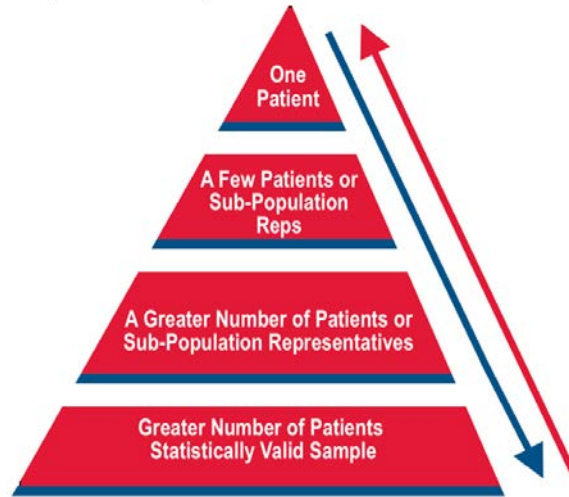 One
Patient
A Few Patients or
Sub-Population
Reps
A Greater Number of Patients or
Sub-Population Representatives
Greater Number of Patients
Statistically Valid Sample